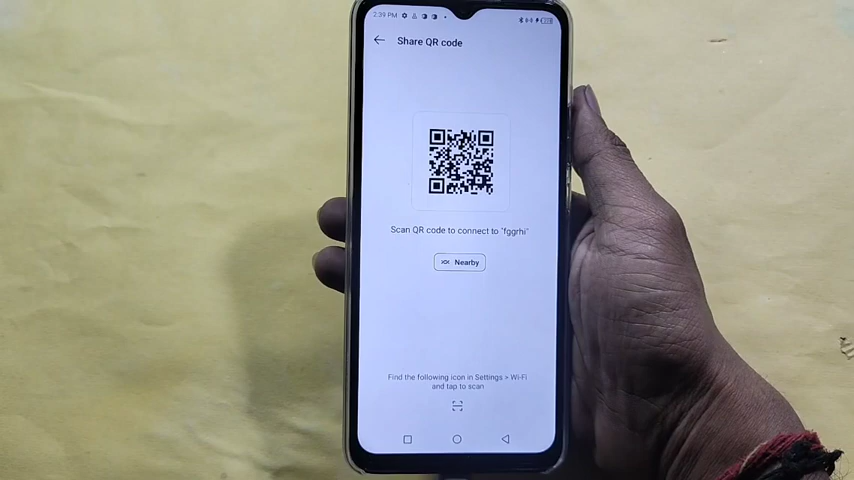 2:39 PM
Share QR code
Scan QR code to connect to "fggrhi"
Nearby
Find the following icon in Settings > Wi-Fi
and tap to scan